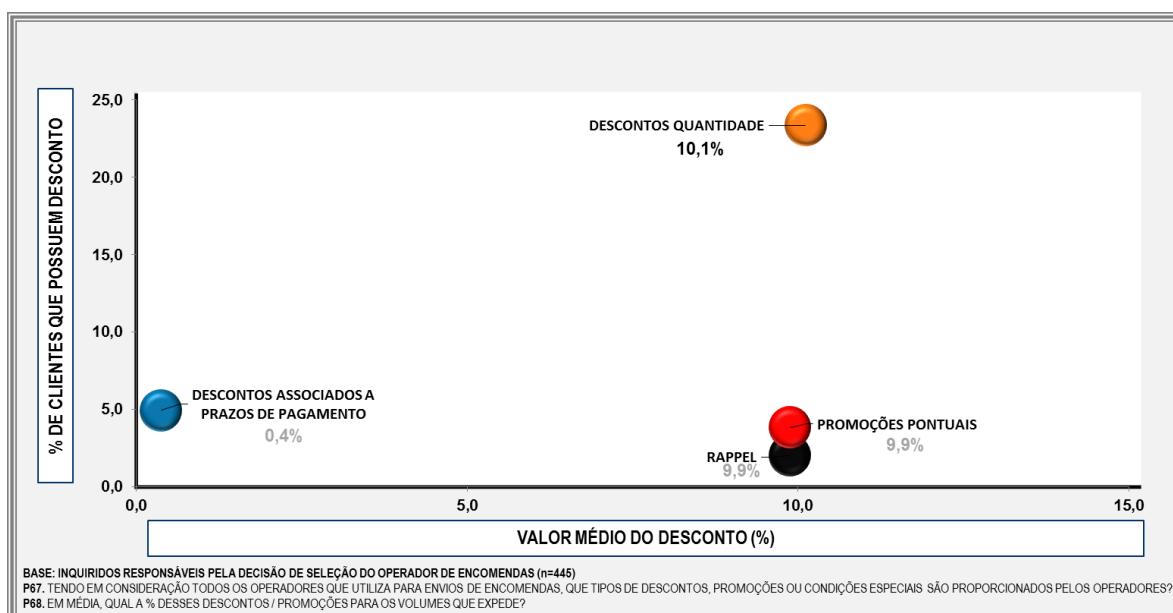 % DE CLIENTES QUE POSSUEM DESCONTO
25,0
20,0
15,0
10,0
5,0
0,0
DESCONTOS QUANTIDADE
10,1%
DESCONTOS ASSOCIADOS A
PRAZOS DE PAGAMENTO
0,4%
PROMOÇÕES PONTUAIS
9,9%
RAPPEL
9,9%
0,0
5,0
10,0
15,0
VALOR MÉDIO DO DESCONTO (%)
BASE: INQUIRIDOS RESPONSÁVEIS PELA DECISÃO DE SELEÇÃO DO OPERADOR DE ENCOMENDAS (n=445)
P67. TENDO EM CONSIDERAÇÃO TODOS OS OPERADORES QUE UTILIZA PARA ENVIOS DE ENCOMENDAS, QUE TIPOS DE DESCONTOS, PROMOÇÕES OU CONDIÇÕES ESPECIAIS SÃO PROPORCIONADOS PELOS OPERADORES?
P68. EM MÉDIA, QUAL A % DESSES DESCONTOS / PROMOÇÕES PARA OS VOLUMES QUE EXPEDE?